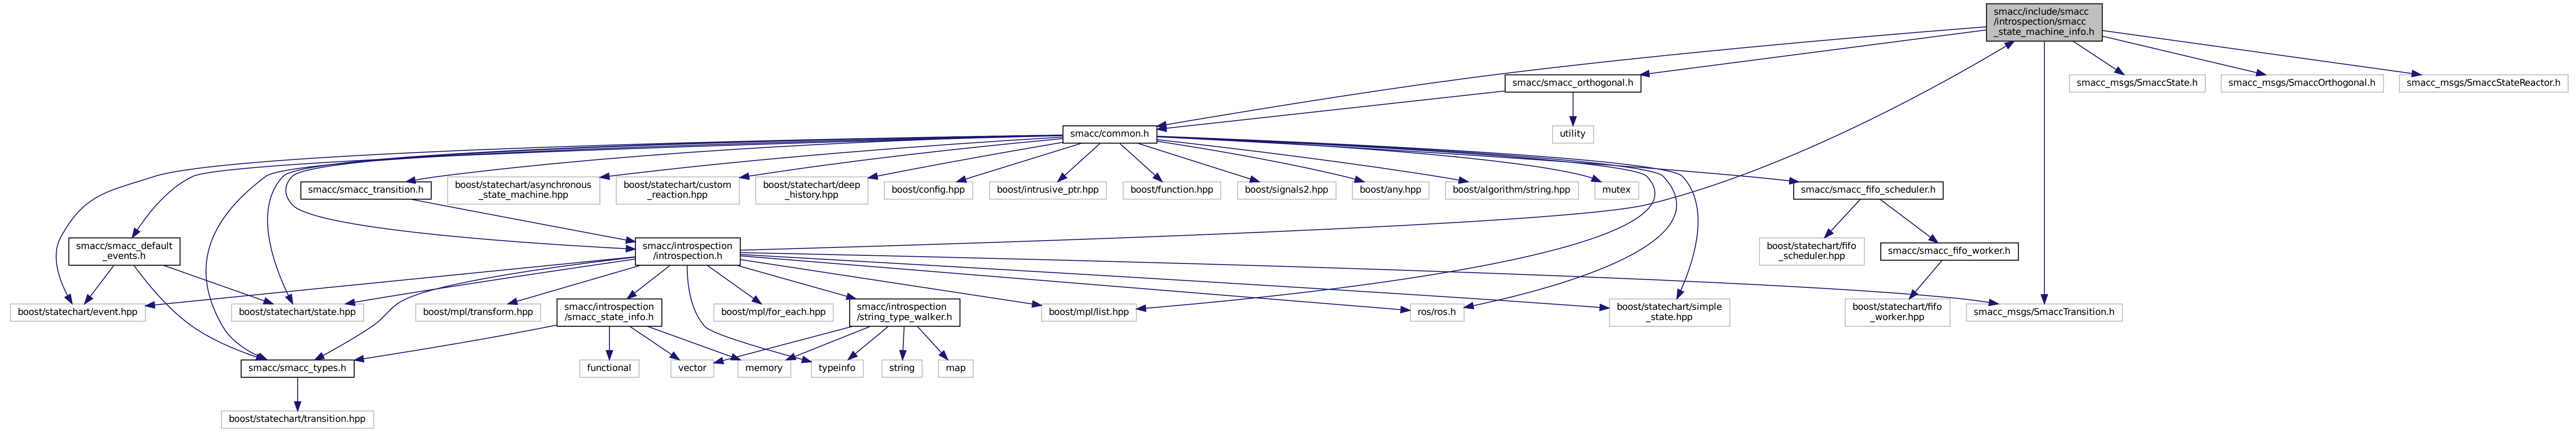 smacc/include/smacc
/introspection/smacc
_state_machine_info.h
smacc/smacc_orthogonal.h
smacc_msgs/SmaccState.h
smacc_msgs/SmaccOrthogonal.h
smacc_msgs/SmaccStateReactor.h
smacc/common.h
utility
smacc/smacc_transition.h
boost/statechart/asynchronous
_state_machine.hpp
boost/statechart/custom
_reaction.hpp
boost/statechart/deep
_history.hpp
boost/config.hpp
boost/intrusive_ptr.hpp
boost/function.hpp
boost/signals2.hpp
boost/any.hpp
boost/algorithm/string.hpp
mutex
smacc/smacc_fifo_scheduler.h
smacc/smacc_default
_events.h
smacc/introspection
/introspection.h
boost/statechart/fifo
_scheduler.hpp
smacc/smacc_fifo_worker.h
boost/statechart/event.hpp
boost/statechart/state.hpp
boost/mpl/transform.hpp
smacc/introspection
/smacc_state_info.h
boost/mpl/for_each.hpp
smacc/introspection
/string_type_walker.h
boost/mpl/list.hpp
ros/ros.h
boost/statechart/simple
_state.hpp
boost/statechart/fifo
_worker.hpp
smacc_msgs/SmaccTransition.h
smacc/smacc_types.h
functional
vector
memory
typeinfo
string
map
boost/statechart/transition.hpp